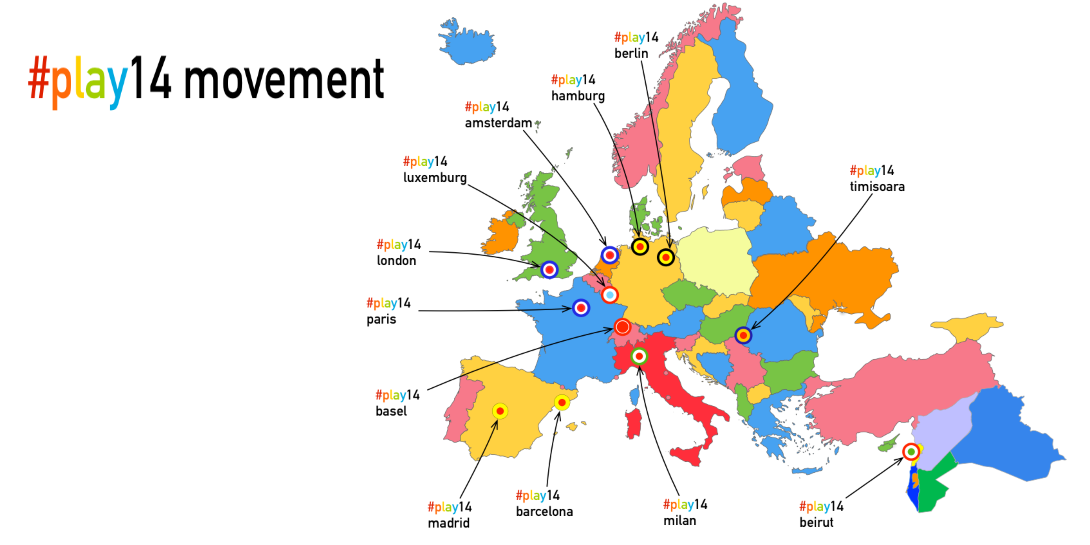 #play14 movement
#play14
berlin
#play14
hamburg
#play14
amsterdam
#play14
luxemburg
#play14
timisoara
#play14
london
#play14
paris
#play14
basel
#play14
madrid
#play14
barcelona
#play14
milan
#play14
beirut